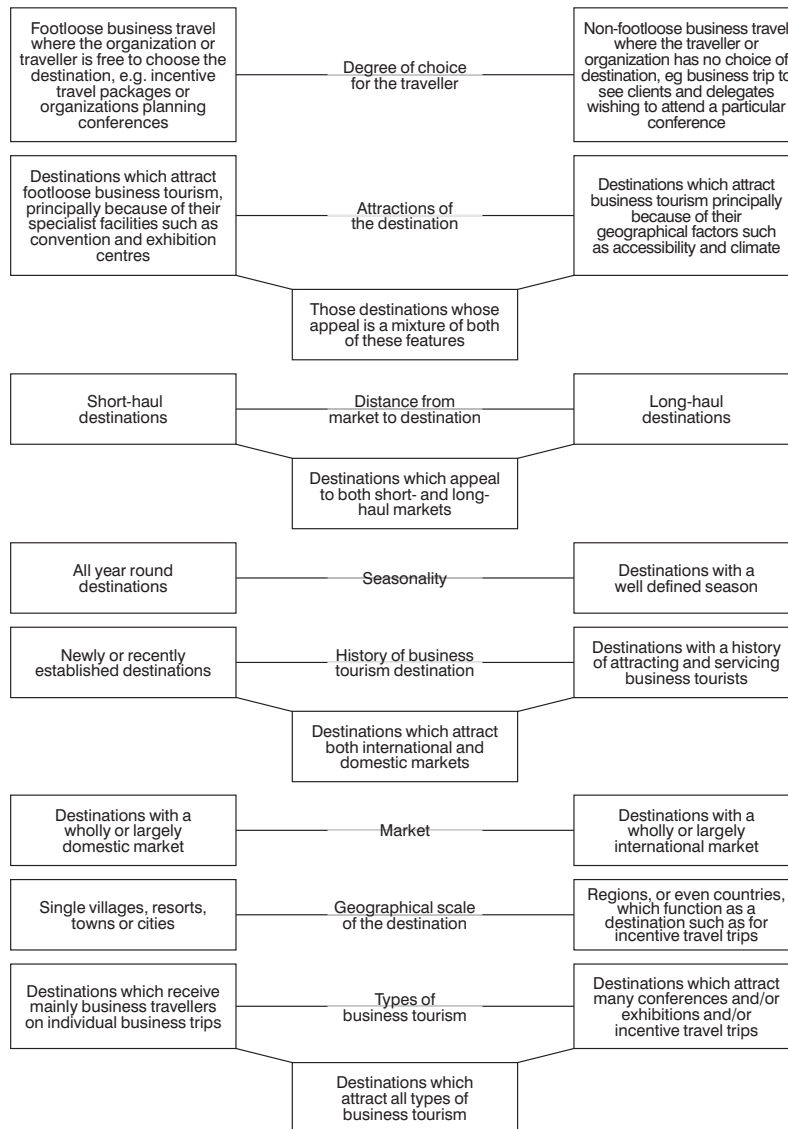 Footloose business travel
where the organization or
traveller is free to choose the
destination, e.g. incentive
travel packages or
organizations planning
conferences
Degree of choice
for the traveller
Non-footloose business travel
where the traveller or
organization has no choice of
destination, eg business trip to
see clients and delegates
wishing to attend a particular
conference
Destinations which attract
footloose business tourism,
principally because of their
specialist facilities such as
convention and exhibition
centres
Attractions of
the destination
Destinations which attract
business tourism principally
because of their
geographical factors such
as accessibility and climate
Those destinations whose
appeal is a mixture of both
of these features
Short-haul
destinations
Distance from
market to destination
Long-haul
destinations
Destinations which appeal
to both short- and long-
haul markets
All year round
destinations
Seasonality
Destinations with a
well defined season
Newly or recently
established destinations
History of business
tourism destination
Destinations with a history
of attracting and servicing
business tourists
Destinations which attract
both international and
domestic markets
Destinations with a
wholly or largely
domestic market
Market
Destinations with a
wholly or largely
international market
Single villages, resorts,
towns or cities
Geographical scale
of the destination
Regions, or even countries,
which function as a
destination such as for
incentive travel trips
Destinations which receive
mainly business travellers
on individual business trips
Types of
business tourism
Destinations which attract
many conferences and/or
exhibitions and/or
incentive travel trips
Destinations which
attract all types of
business tourism